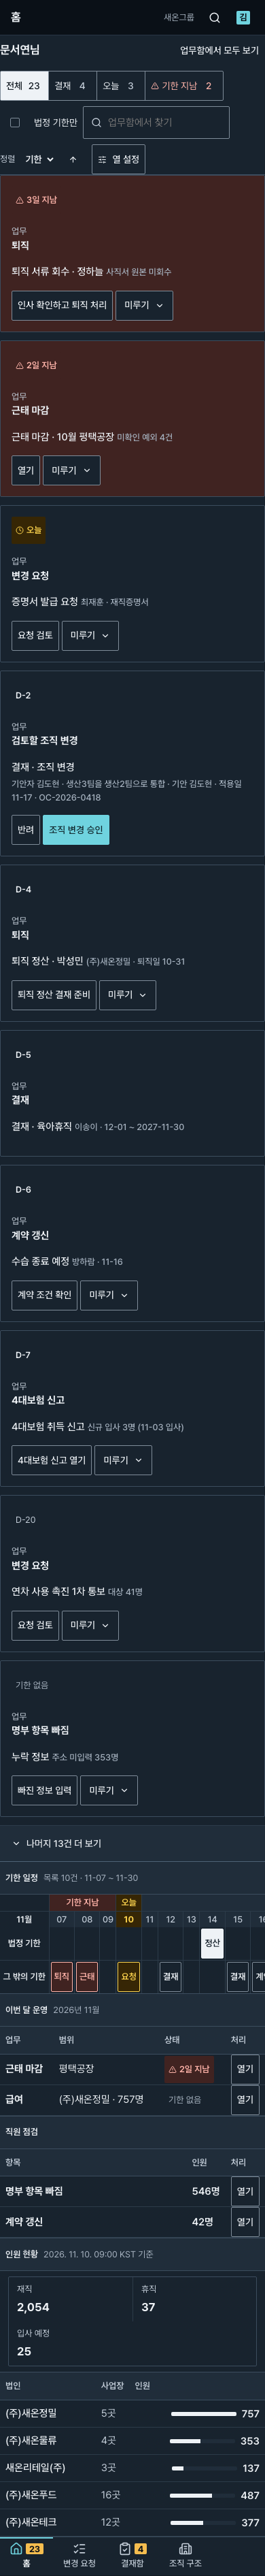 홈 새온그룹 김
문서연님 업무함에서 모두 보기
전체 23 결재 4 오늘 3 기한 지남 2
법정 기한만 업무함에서 찾기
정렬 기한 열 설정
3일 지남
업무
퇴직
퇴직 서류 회수 · 정하늘 사직서 원본 미회수
인사 확인하고 퇴직 처리 미루기
2일 지남
업무
근태 마감
근태 마감 · 10월 평택공장 미확인 예외 4건
열기 미루기
오늘
업무
변경 요청
증명서 발급 요청 최재훈 · 재직증명서
요청 검토 미루기
D-2
업무
검토할 조직 변경
결재 · 조직 변경
기안자 김도현 · 생산3팀을 생산2팀으로 통합 · 기안 김도현 · 적용일
11-17 · OC-2026-0418
반려 조직 변경 승인
D-4
업무
퇴직
퇴직 정산 · 박성민 (주)새온정밀 · 퇴직일 10-31
퇴직 정산 결재 준비 미루기
D-5
업무
결재
결재 · 육아휴직 이송이 · 12-01 ~ 2027-11-30
D-6
업무
계약 갱신
수습 종료 예정 방하람 · 11-16
계약 조건 확인 미루기
D-7
업무
4대보험 신고
4대보험 취득 신고 신규 입사 3명 (11-03 입사)
4대보험 신고 열기 미루기
D-20
업무
변경 요청
연차 사용 촉진 1차 통보 대상 41명
요청 검토 미루기
기한 없음
업무
명부 항목 빠짐
누락 정보 주소 미입력 353명
빠진 정보 입력 미루기
나머지 13건 더 보기
기한 일정 목록 10건 · 11-07 ~ 11-30
기한 지남 오늘
11월 07 08 09 10 11 12 13 14 15 16
법정 기한 정산
그 밖의 기한 퇴직 근태 요청 결재 결재
이번 달 운영 2026년 11월
업무 범위 상태 처리
근태 마감 평택공장 2일 지남 열기
급여 (주)새온정밀 · 757명 기한 없음 열기
직원 점검
항목 인원 처리
명부 항목 빠짐 546명 열기
계약 갱신 42명 열기
인원 현황 2026. 11. 10. 09:00 KST 기준
재직 휴직
2,054 37
입사 예정
25
법인 사업장 인원
(주)새온정밀 5곳 757
(주)새온물류 4곳 353
새온리테일(주) 3곳 137
(주)새온푸드 16곳 487
(주)새온테크 12곳 377
23 4
홈 변경 요청 결재함 조직 구조